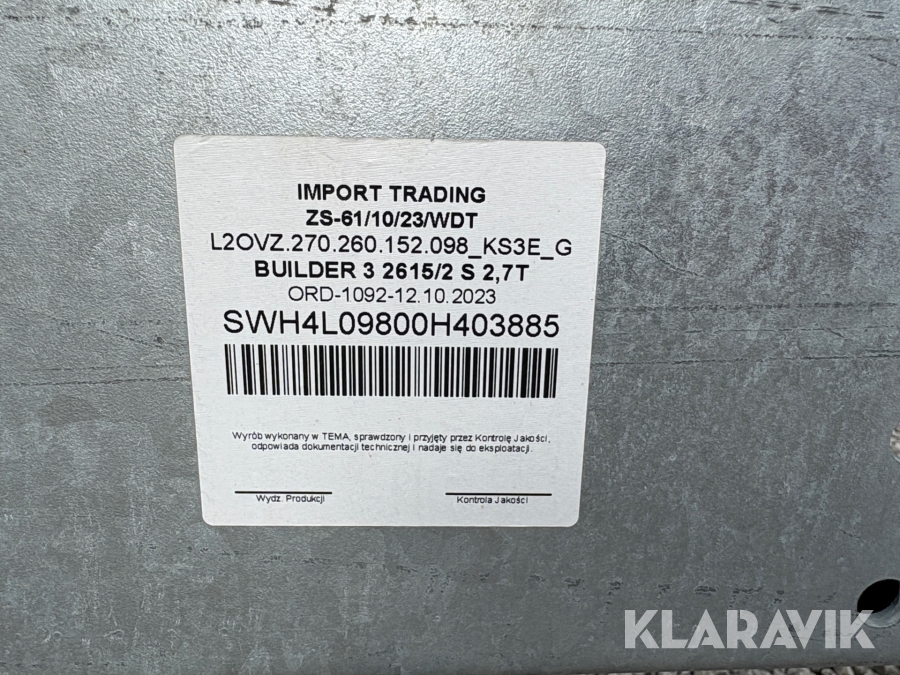 IMPORT TRADING
ZS-61/10/23/WDT
L2OVZ.270.260.152.098_KS3E_G
BUILDER 3 2615/2 S 2,7T
ORD-1092-12.10.2023
SWH4L09800H403885
Wyrób wykonany w TEMA, sprawdzony i przyjęty przez Kontrolę Jakości,
odpowiada dokumentacji technicznej i nadaje się do eksploatacji.
Wydz. Produkcji
Kontrola Jakości
KLARAVIK